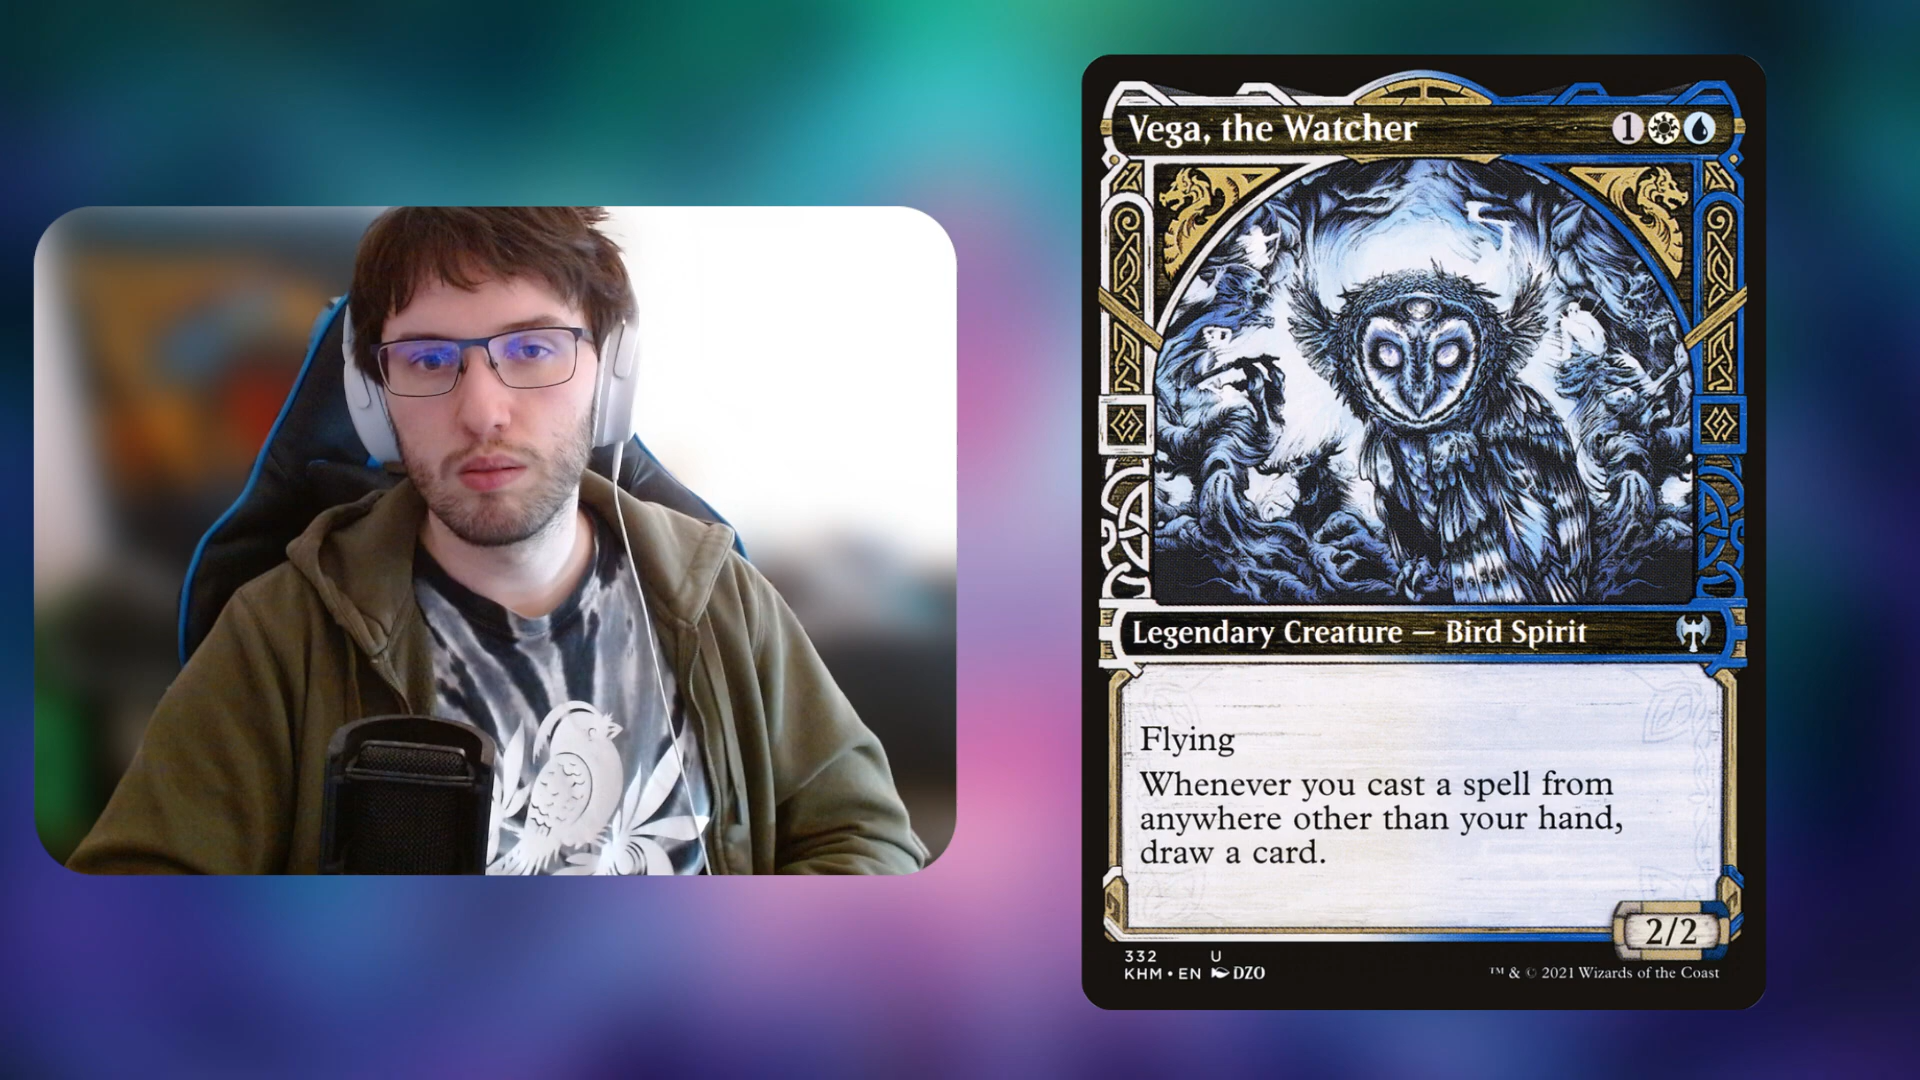 Vega, the Watcher
1
Legendary Creature — Bird Spirit
Flying
Whenever you cast a spell from
anywhere other than your hand,
draw a card.
2/2
332 U
KHM • EN DZO
™ & © 2021 Wizards of the Coast